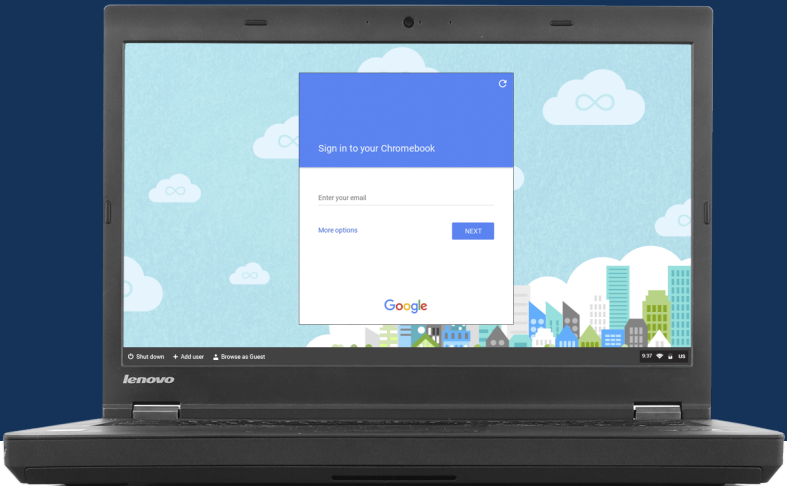 Sign in to your Chromebook
Enter your email
More options
NEXT
Google
Shut down + Add user Browse as Guest
9:37 US
lenovo